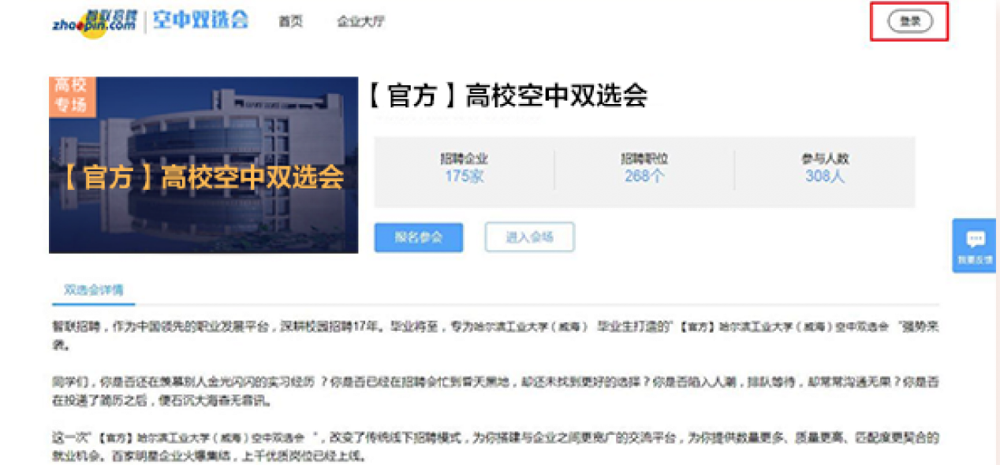 智联招聘
zhaopin.com
空中双选会
首页
企业大厅
登录
高校
专场
【官方】高校空中双选会
【官方】高校空中双选会
招聘企业
175家
招聘职位
268个
参与人数
308人
报名参会
进入会场
我要反馈
双选会详情
智联招聘，作为中国领先的职业发展平台，深耕校园招聘17年。毕业将至，专为哈尔滨工业大学（威海） 毕业生打造的"【官方】哈尔滨工业大学（威海）空中双选会 "强势来
袭。
同学们，你是否还在羡慕别人金光闪闪的实习经历 ？你是否已经在招聘会忙到昏天黑地，却还未找到更好的选择？你是否陷入人潮，排队等待，却常常沟通无果？你是否
在投递了简历之后，便石沉大海杳无音讯。
这一次"【官方】哈尔滨工业大学（威海）空中双选会 "，改变了传统线下招聘模式，为你搭建与企业之间更宽广的交流平台，为你提供数量更多、质量更高、匹配度更契合的
就业机会。百家明星企业火爆集结，上千优质岗位已经上线。